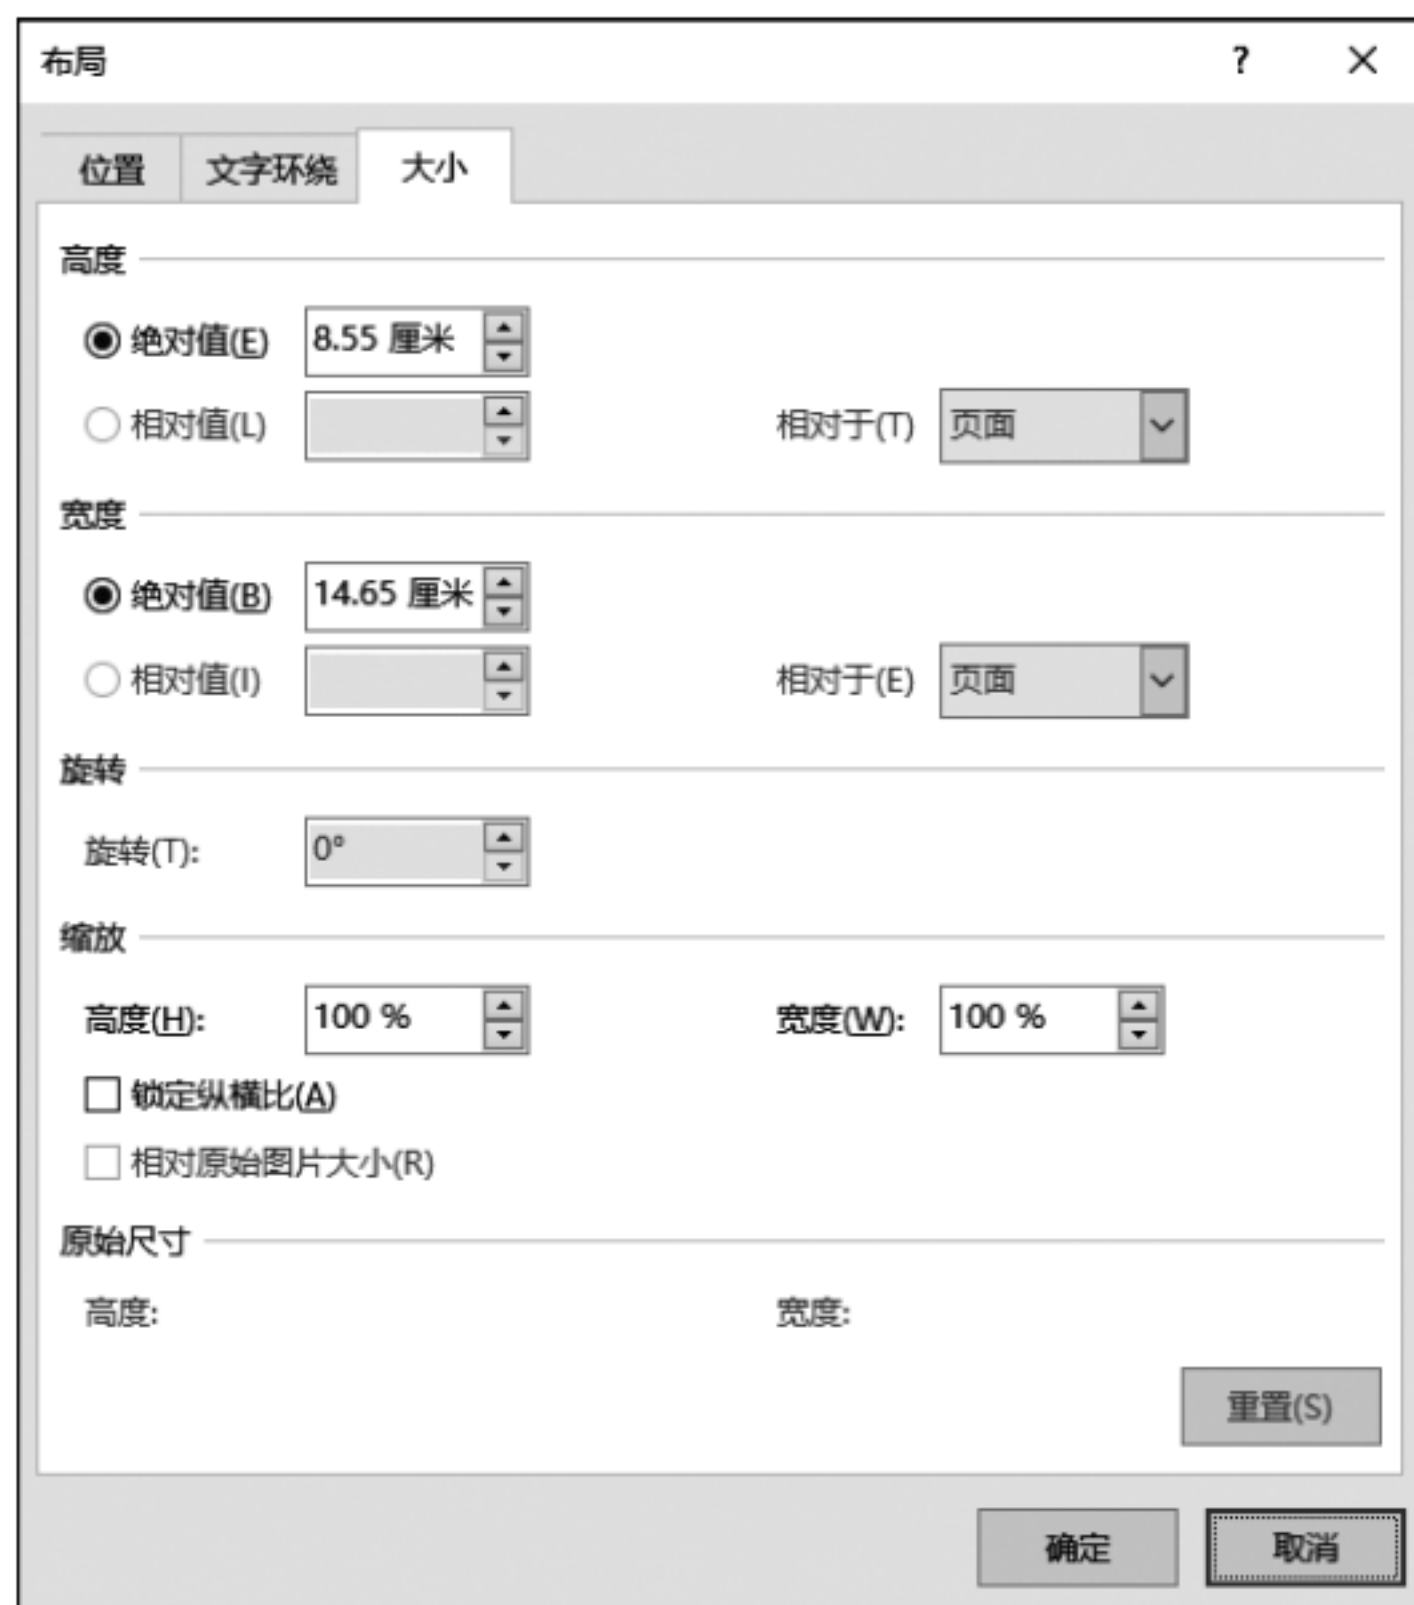 布局 ? ×
位置 文字环绕 大小
高度
绝对值(E) 8.55 厘米
相对值(L) 相对于(T) 页面
宽度
绝对值(B) 14.65 厘米
相对值(I) 相对于(E) 页面
旋转
旋转(T): 0°
缩放
高度(H): 100 % 宽度(W): 100 %
锁定纵横比(A)
相对原始图片大小(R)
原始尺寸
高度: 宽度:
重置(S)
确定 取消